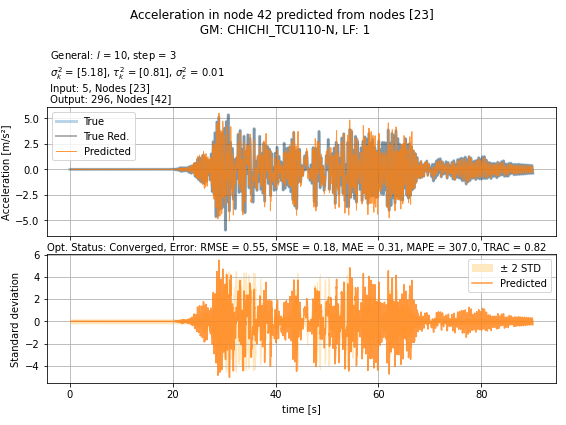 Acceleration in node 42 predicted from nodes [23]
GM: CHICHI_TCU110-N, LF: 1
General: l = 10, step = 3
σ²ₖ = [5.18], τ²ₖ = [0.81], σ²ε = 0.01
Input: 5, Nodes [23]
Output: 296, Nodes [42]
Acceleration [m/s²]
5.0
2.5
0.0
−2.5
−5.0
True
True Red.
Predicted
Opt. Status: Converged, Error: RMSE = 0.55, SMSE = 0.18, MAE = 0.31, MAPE = 307.0, TRAC = 0.82
Standard deviation
6
4
2
0
−2
−4
± 2 STD
Predicted
0 20 40 60 80
time [s]